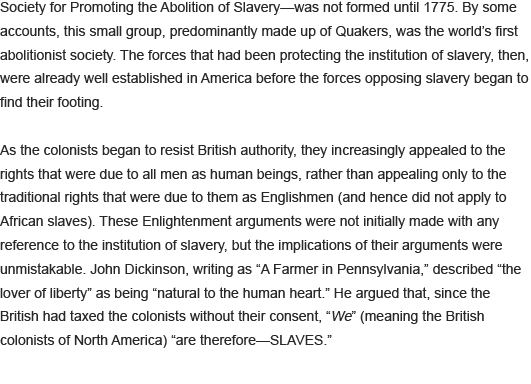 Society for Promoting the Abolition of Slavery—was not formed until 1775. By some
accounts, this small group, predominantly made up of Quakers, was the world’s first
abolitionist society. The forces that had been protecting the institution of slavery, then,
were already well established in America before the forces opposing slavery began to
find their footing.
As the colonists began to resist British authority, they increasingly appealed to the
rights that were due to all men as human beings, rather than appealing only to the
traditional rights that were due to them as Englishmen (and hence did not apply to
African slaves). These Enlightenment arguments were not initially made with any
reference to the institution of slavery, but the implications of their arguments were
unmistakable. John Dickinson, writing as “A Farmer in Pennsylvania,” described “the
lover of liberty” as being “natural to the human heart.” He argued that, since the
British had taxed the colonists without their consent, “We” (meaning the British
colonists of North America) “are therefore—SLAVES.”